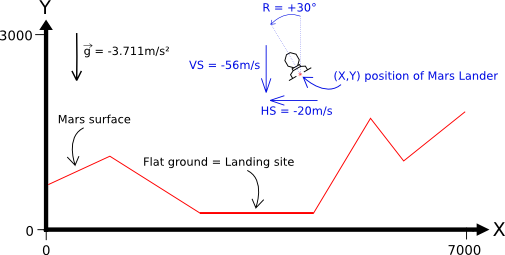 Y
R = +30°
3000
g⃗ = -3.711m/s²
VS = -56m/s
(X,Y) position of Mars Lander
HS = -20m/s
Mars surface
Flat ground = Landing site
0
X
0
7000